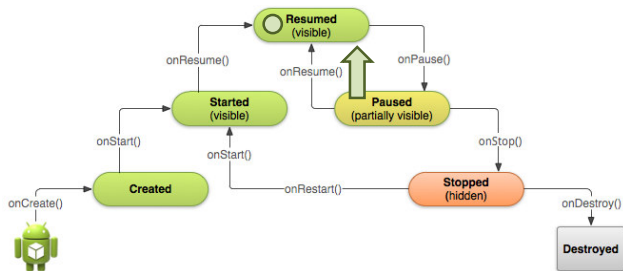 Resumed
(visible)
onResume()
onResume()
onPause()
Started
(visible)
Paused
(partially visible)
onStart()
onStart()
onStop()
Created
onRestart()
Stopped
(hidden)
onCreate()
onDestroy()
Destroyed